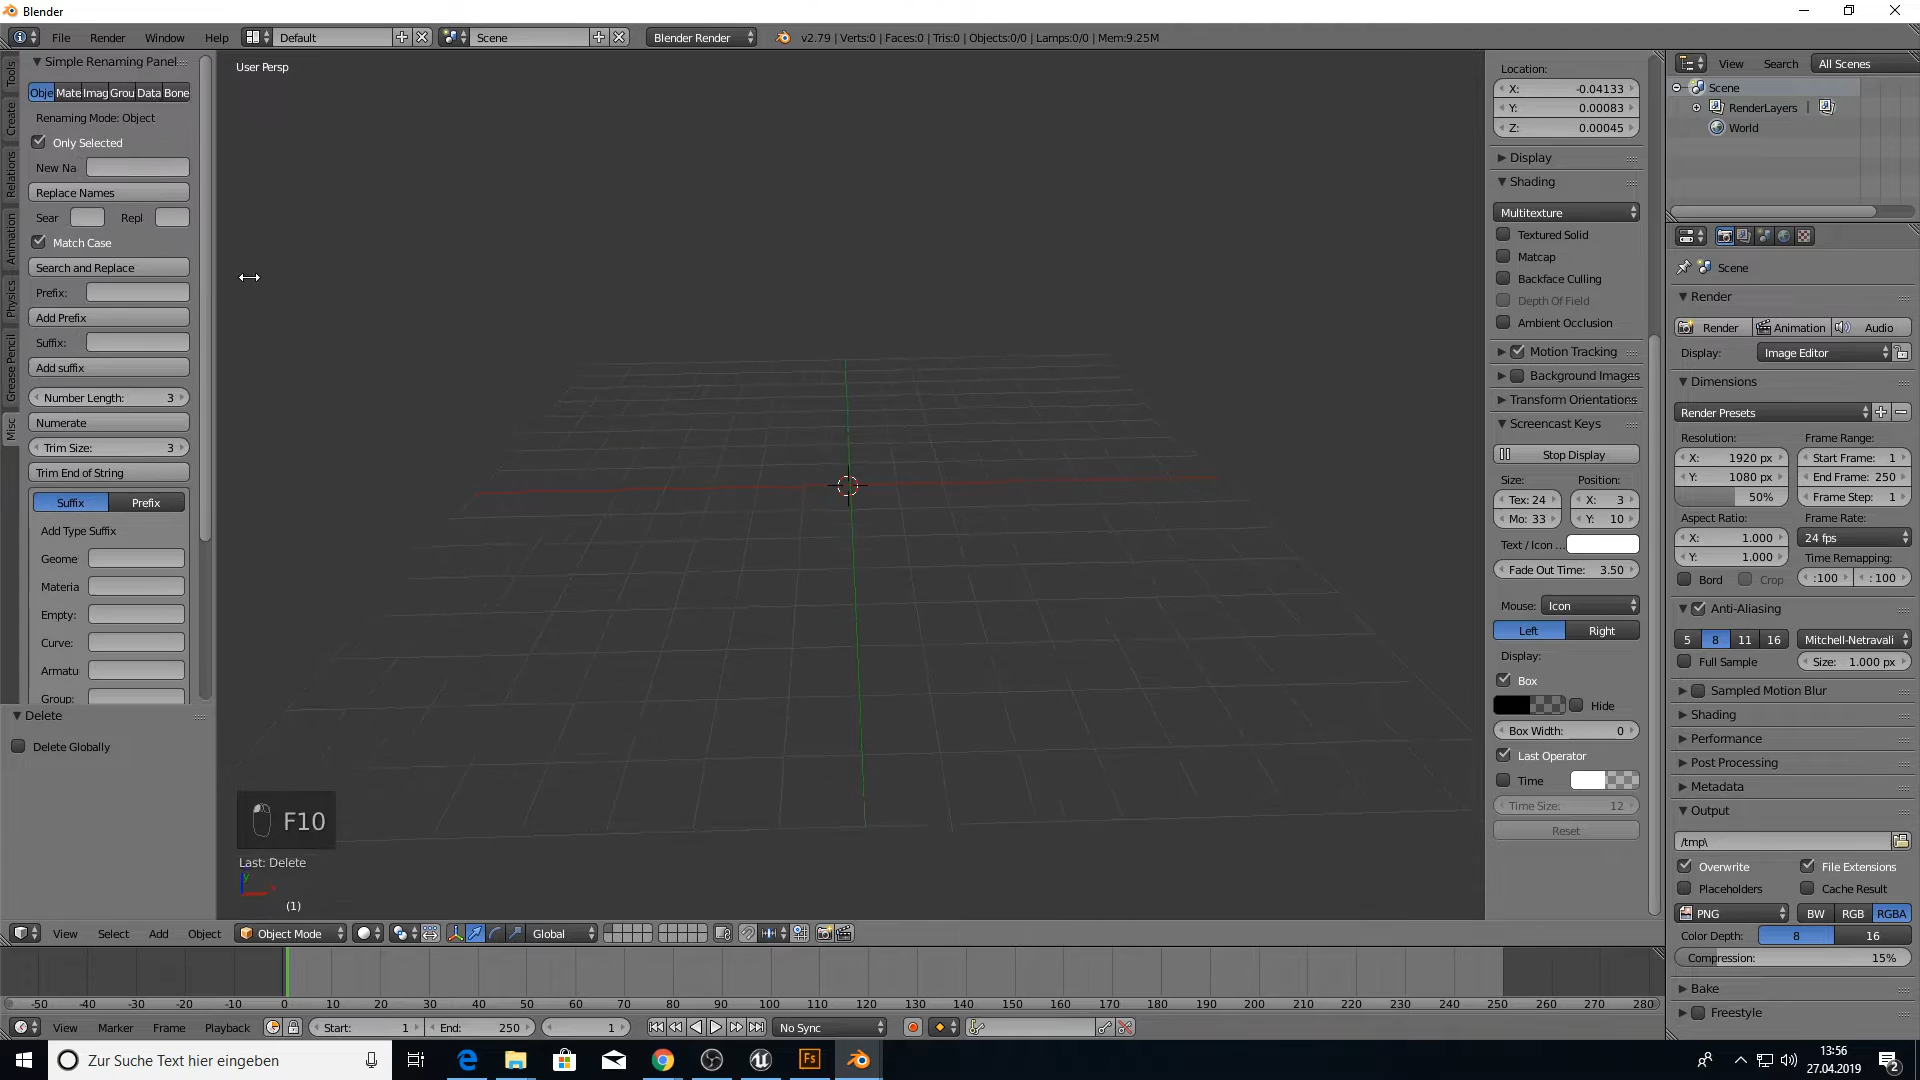 Blender
File Render Window Help Default Scene Blender Render v2.79 | Verts:0 | Faces:0 | Tris:0 | Objects:0/0 | Lamps:0/0 | Mem:9.25M
Tools
Create
Relations
Animation
Physics
Grease Pencil
Misc
Simple Renaming Panel
Obje Mate Imag Grou Data Bone
Renaming Mode: Object
Only Selected
New Na
Replace Names
Sear Repl
Match Case
Search and Replace
Prefix:
Add Prefix
Suffix:
Add suffix
Number Length: 3
Numerate
Trim Size: 3
Trim End of String
Suffix Prefix
Add Type Suffix
Geome
Materia
Empty:
Curve:
Armatu
Group:
Delete
Delete Globally
User Persp
F10
Last: Delete
y
x
(1)
Location:
X: -0.04133
Y: 0.00083
Z: 0.00045
Display
Shading
Multitexture
Textured Solid
Matcap
Backface Culling
Depth Of Field
Ambient Occlusion
Motion Tracking
Background Images
Transform Orientations
Screencast Keys
Stop Display
Size: Position:
Tex: 24 X: 3
Mo: 33 Y: 10
Text / Icon ...
Fade Out Time: 3.50
Mouse: Icon
Left Right
Display:
Box
Hide
Box Width: 0
Last Operator
Time
Time Size: 12
Reset
View Search All Scenes
Scene
RenderLayers |
World
Scene
Render
Render Animation Audio
Display: Image Editor
Dimensions
Render Presets
Resolution: Frame Range:
X: 1920 px Start Frame: 1
Y: 1080 px End Frame: 250
50% Frame Step: 1
Aspect Ratio: Frame Rate:
X: 1.000 24 fps
Y: 1.000 Time Remapping:
Bord Crop :100 : 100
Anti-Aliasing
5 8 11 16 Mitchell-Netravali
Full Sample Size: 1.000 px
Sampled Motion Blur
Shading
Performance
Post Processing
Metadata
Output
/tmp\
Overwrite File Extensions
Placeholders Cache Result
PNG BW RGB RGBA
Color Depth: 8 16
Compression: 15%
Bake
Freestyle
View Select Add Object Object Mode Global
-50 -40 -30 -20 -10 0 10 20 30 40 50 60 70 80 90 100 110 120 130 140 150 160 170 180 190 200 210 220 230 240 250 260 270 280
View Marker Frame Playback Start: 1 End: 250 1 No Sync
Zur Suche Text hier eingeben
Fs
13:56
27.04.2019
2